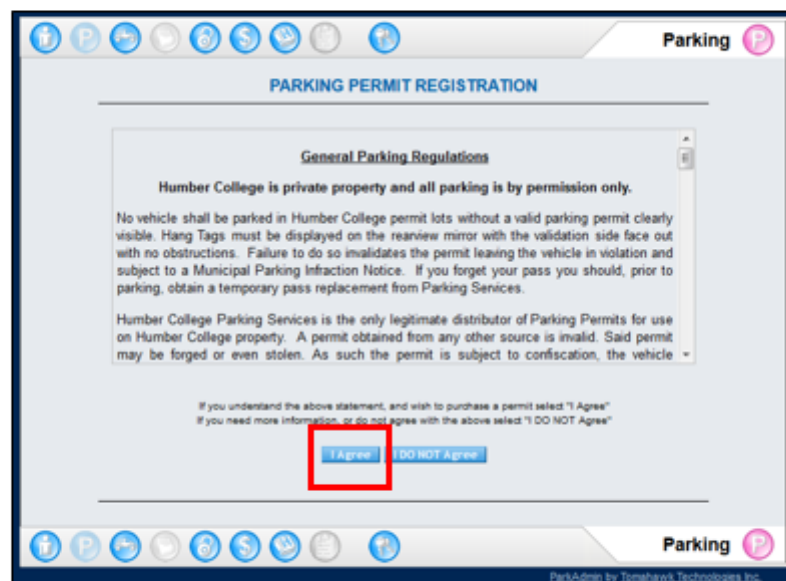 Parking
PARKING PERMIT REGISTRATION
General Parking Regulations
Humber College is private property and all parking is by permission only.
No vehicle shall be parked in Humber College permit lots without a valid parking permit clearly
visible. Hang Tags must be displayed on the rearview mirror with the validation side face out
with no obstructions. Failure to do so invalidates the permit leaving the vehicle in violation and
subject to a Municipal Parking Infraction Notice. If you forget your pass you should, prior to
parking, obtain a temporary pass replacement from Parking Services.
Humber College Parking Services is the only legitimate distributor of Parking Permits for use
on Humber College property. A permit obtained from any other source is invalid. Said permit
may be forged or even stolen. As such the permit is subject to confiscation, the vehicle
If you understand the above statement, and wish to purchase a permit select "I Agree"
If you need more information, or do not agree with the above select "I DO NOT Agree"
I Agree I DO NOT Agree
Parking
ParkAdmin by Tomahawk Technologies Inc.